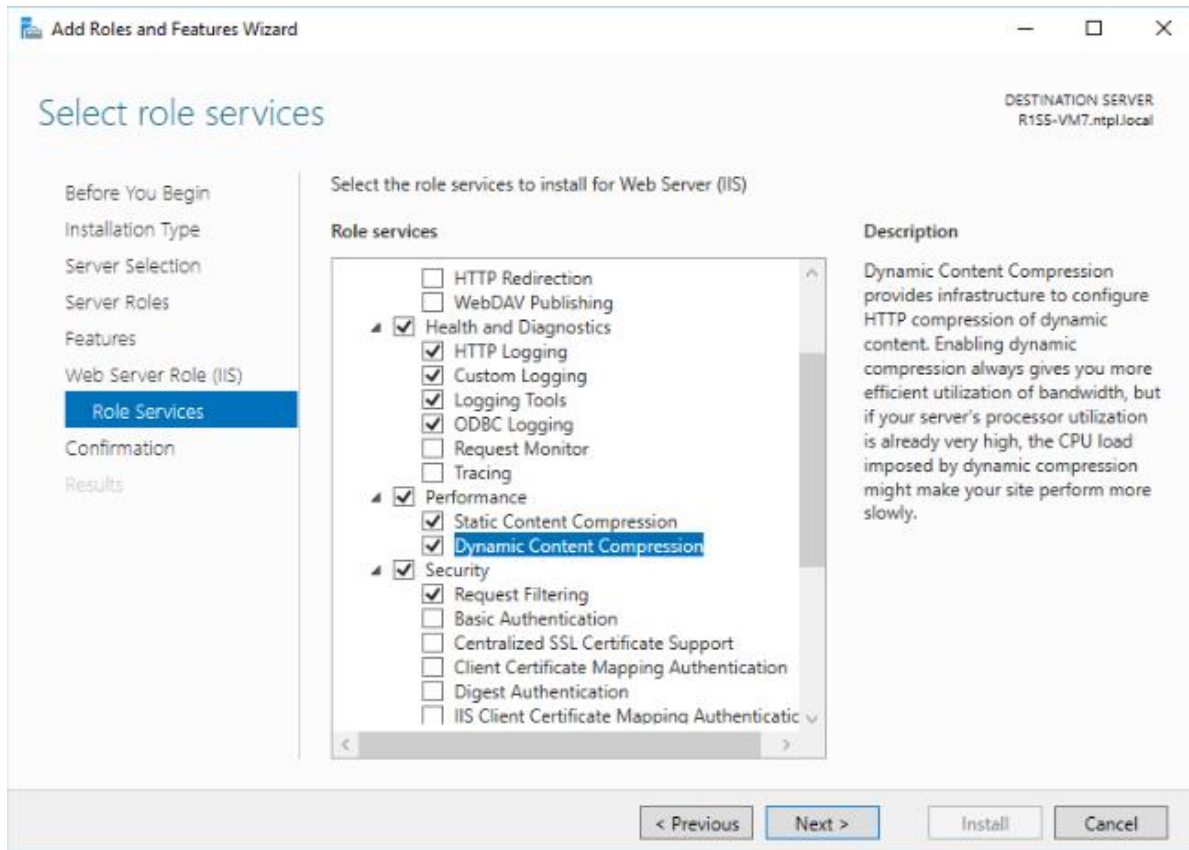 Add Roles and Features Wizard
Select role services
DESTINATION SERVER
R1S5-VM7.ntpl.local
Before You Begin
Installation Type
Server Selection
Server Roles
Features
Web Server Role (IIS)
Role Services
Confirmation
Results
Select the role services to install for Web Server (IIS)
Role services
HTTP Redirection
WebDAV Publishing
Health and Diagnostics
HTTP Logging
Custom Logging
Logging Tools
ODBC Logging
Request Monitor
Tracing
Performance
Static Content Compression
Dynamic Content Compression
Security
Request Filtering
Basic Authentication
Centralized SSL Certificate Support
Client Certificate Mapping Authentication
Digest Authentication
IIS Client Certificate Mapping Authenticatic
Description
Dynamic Content Compression
provides infrastructure to configure
HTTP compression of dynamic
content. Enabling dynamic
compression always gives you more
efficient utilization of bandwidth, but
if your server's processor utilization
is already very high, the CPU load
imposed by dynamic compression
might make your site perform more
slowly.
< Previous
Next >
Install
Cancel